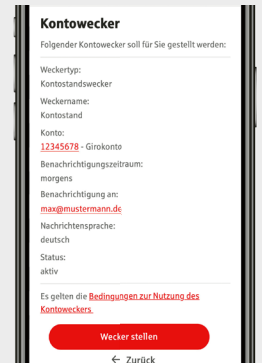 Kontowecker
Folgender Kontowecker soll für Sie gestellt werden:
Weckertyp:
Kontostandswecker
Weckername:
Kontostand
Konto:
12345678 - Girokonto
Benachrichtigungszeitraum:
morgens
Benachrichtigung an:
max@mustermann.de
Nachrichtensprache:
deutsch
Status:
aktiv
Es gelten die Bedingungen zur Nutzung des
Kontoweckers.
Wecker stellen
← Zurück